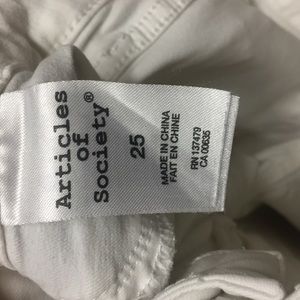 Articles
of
Society®
25
MADE IN CHINA
FAIT EN CHINE
RN 137479
CA 00635